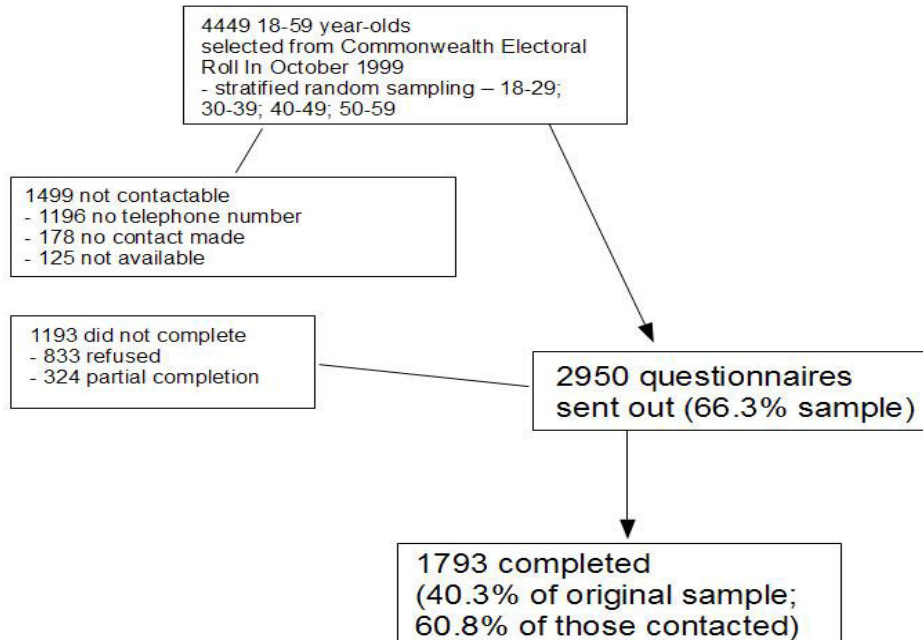 4449 18-59 year-olds
selected from Commonwealth Electoral
Roll In October 1999
- stratified random sampling – 18-29;
30-39; 40-49; 50-59
1499 not contactable
- 1196 no telephone number
- 178 no contact made
- 125 not available
1193 did not complete
- 833 refused
- 324 partial completion
2950 questionnaires
sent out (66.3% sample)
1793 completed
(40.3% of original sample;
60.8% of those contacted)